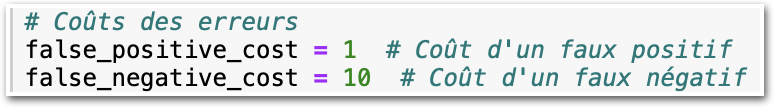 # Coûts des erreurs
false_positive_cost = 1  # Coût d'un faux positif
false_negative_cost = 10  # Coût d'un faux négatif